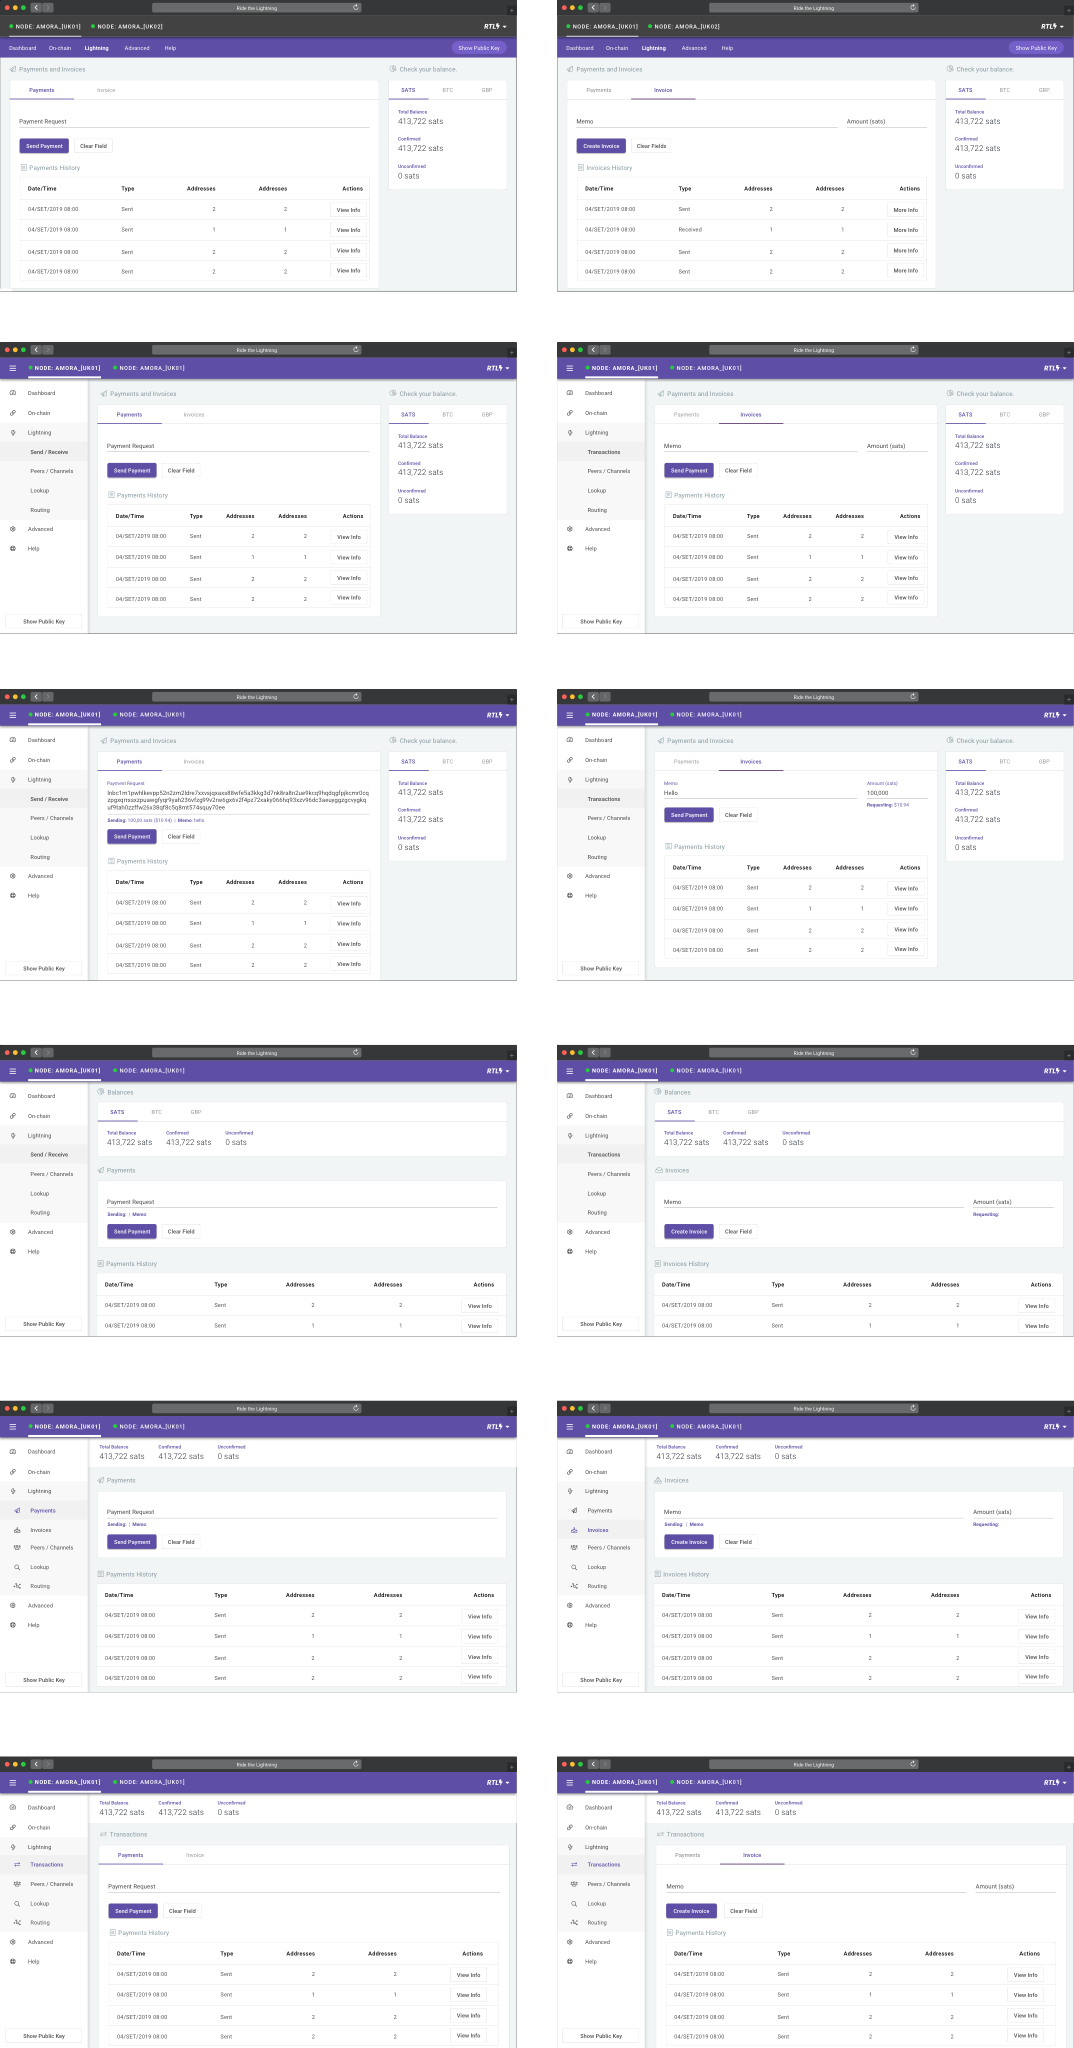 NODE: AMORA_[UK01] NODE: AMORA_[UK02] RTL
Dashboard On-chain Lightning Advanced Help Show Public Key
Payments and Invoices Check your balance.
Payments Invoice SATS BTC GBP
Total Balance
413,722 sats
Payment Request
Confirmed
413,722 sats
Send Payment Clear Field
Unconfirmed
0 sats
Payments History
Date/Time Type Addresses Addresses Actions
04/SET/2019 08:00 Sent 2 2 View Info
04/SET/2019 08:00 Sent 1 1 View Info
04/SET/2019 08:00 Sent 2 2 View Info
04/SET/2019 08:00 Sent 2 2 View Info
NODE: AMORA_[UK01] NODE: AMORA_[UK02] RTL
Dashboard On-chain Lightning Advanced Help Show Public Key
Payments and Invoices Check your balance.
Payments Invoice SATS BTC GBP
Total Balance
413,722 sats
Memo Amount (sats)
Confirmed
413,722 sats
Create Invoice Clear Fields
Unconfirmed
0 sats
Invoices History
Date/Time Type Addresses Addresses Actions
04/SET/2019 08:00 Sent 2 2 More Info
04/SET/2019 08:00 Received 1 1 More Info
04/SET/2019 08:00 Sent 2 2 More Info
04/SET/2019 08:00 Sent 2 2 More Info
Ride the Lightning
NODE: AMORA_[UK01] NODE: AMORA_[UK01] RTL
Dashboard
On-chain
Lightning
Send / Receive
Peers / Channels
Lookup
Routing
Advanced
Help
Show Public Key
Payments and Invoices Check your balance.
Payments Invoices SATS BTC GBP
Total Balance
413,722 sats
Payment Request
Confirmed
413,722 sats
Send Payment Clear Field
Unconfirmed
0 sats
Payments History
Date/Time Type Addresses Addresses Actions
04/SET/2019 08:00 Sent 2 2 View Info
04/SET/2019 08:00 Sent 1 1 View Info
04/SET/2019 08:00 Sent 2 2 View Info
04/SET/2019 08:00 Sent 2 2 View Info
Ride the Lightning
NODE: AMORA_[UK01] NODE: AMORA_[UK01] RTL
Dashboard
On-chain
Lightning
Transactions
Peers / Channels
Lookup
Routing
Advanced
Help
Show Public Key
Payments and Invoices Check your balance.
Payments Invoices SATS BTC GBP
Total Balance
413,722 sats
Memo Amount (sats)
Confirmed
413,722 sats
Send Payment Clear Field
Unconfirmed
0 sats
Payments History
Date/Time Type Addresses Addresses Actions
04/SET/2019 08:00 Sent 2 2 View Info
04/SET/2019 08:00 Sent 1 1 View Info
04/SET/2019 08:00 Sent 2 2 View Info
04/SET/2019 08:00 Sent 2 2 View Info
Ride the Lightning
NODE: AMORA_[UK01] NODE: AMORA_[UK01] RTL
Dashboard
On-chain
Lightning
Send / Receive
Peers / Channels
Lookup
Routing
Advanced
Help
Show Public Key
Payments and Invoices Check your balance.
Payments Invoices SATS BTC GBP
Payment Request
Sending: 100,00 sats ($10.94) | Memo: hello
Send Payment Clear Field
Total Balance
413,722 sats
Confirmed
413,722 sats
Unconfirmed
0 sats
Payments History
Date/Time Type Addresses Addresses Actions
04/SET/2019 08:00 Sent 2 2 View Info
04/SET/2019 08:00 Sent 1 1 View Info
04/SET/2019 08:00 Sent 2 2 View Info
04/SET/2019 08:00 Sent 2 2 View Info
Ride the Lightning
NODE: AMORA_[UK01] NODE: AMORA_[UK01] RTL
Dashboard
On-chain
Lightning
Transactions
Peers / Channels
Lookup
Routing
Advanced
Help
Show Public Key
Payments and Invoices Check your balance.
Payments Invoices SATS BTC GBP
Memo Amount (sats)
Hello 100,000
Requesting: $10.94
Send Payment Clear Field
Total Balance
413,722 sats
Confirmed
413,722 sats
Unconfirmed
0 sats
Payments History
Date/Time Type Addresses Addresses Actions
04/SET/2019 08:00 Sent 2 2 View Info
04/SET/2019 08:00 Sent 1 1 View Info
04/SET/2019 08:00 Sent 2 2 View Info
04/SET/2019 08:00 Sent 2 2 View Info
Ride the Lightning
NODE: AMORA_[UK01] NODE: AMORA_[UK01] RTL
Dashboard
On-chain
Lightning
Send / Receive
Peers / Channels
Lookup
Routing
Advanced
Help
Show Public Key
Balances
SATS BTC GBP
Total Balance Confirmed Unconfirmed
413,722 sats 413,722 sats 0 sats
Payments
Payment Request
Sending: | Memo:
Send Payment Clear Field
Payments History
Date/Time Type Addresses Addresses Actions
04/SET/2019 08:00 Sent 2 2 View Info
04/SET/2019 08:00 Sent 1 1 View Info
Ride the Lightning
NODE: AMORA_[UK01] NODE: AMORA_[UK01] RTL
Dashboard
On-chain
Lightning
Transactions
Peers / Channels
Lookup
Routing
Advanced
Help
Show Public Key
Balances
SATS BTC GBP
Total Balance Confirmed Unconfirmed
413,722 sats 413,722 sats 0 sats
Invoices
Memo Amount (sats)
Requesting:
Create Invoice Clear Field
Invoices History
Date/Time Type Addresses Addresses Actions
04/SET/2019 08:00 Sent 2 2 View Info
04/SET/2019 08:00 Sent 1 1 View Info
Ride the Lightning
NODE: AMORA_[UK01] NODE: AMORA_[UK01] RTL
Dashboard
On-chain
Lightning
Payments
Invoices
Peers / Channels
Lookup
Routing
Advanced
Help
Show Public Key
Total Balance Confirmed Unconfirmed
413,722 sats 413,722 sats 0 sats
Payments
Payment Request
Sending: | Memo:
Send Payment Clear Field
Payments History
Date/Time Type Addresses Addresses Actions
04/SET/2019 08:00 Sent 2 2 View Info
04/SET/2019 08:00 Sent 1 1 View Info
04/SET/2019 08:00 Sent 2 2 View Info
04/SET/2019 08:00 Sent 2 2 View Info
Ride the Lightning
NODE: AMORA_[UK01] NODE: AMORA_[UK01] RTL
Dashboard
On-chain
Lightning
Payments
Invoices
Peers / Channels
Lookup
Routing
Advanced
Help
Show Public Key
Total Balance Confirmed Unconfirmed
413,722 sats 413,722 sats 0 sats
Invoices
Memo Amount (sats)
Sending: | Memo: Requesting:
Create Invoice Clear Field
Invoices History
Date/Time Type Addresses Addresses Actions
04/SET/2019 08:00 Sent 2 2 View Info
04/SET/2019 08:00 Sent 1 1 View Info
04/SET/2019 08:00 Sent 2 2 View Info
04/SET/2019 08:00 Sent 2 2 View Info
Ride the Lightning
NODE: AMORA_[UK01] NODE: AMORA_[UK01] RTL
Dashboard
On-chain
Lightning
Transactions
Peers / Channels
Lookup
Routing
Advanced
Help
Show Public Key
Total Balance Confirmed Unconfirmed
413,722 sats 413,722 sats 0 sats
Transactions
Payments Invoice
Payment Request
Send Payment Clear Field
Payments History
Date/Time Type Addresses Addresses Actions
04/SET/2019 08:00 Sent 2 2 View Info
04/SET/2019 08:00 Sent 1 1 View Info
04/SET/2019 08:00 Sent 2 2 View Info
04/SET/2019 08:00 Sent 2 2 View Info
Ride the Lightning
NODE: AMORA_[UK01] NODE: AMORA_[UK01] RTL
Dashboard
On-chain
Lightning
Transactions
Peers / Channels
Lookup
Routing
Advanced
Help
Show Public Key
Total Balance Confirmed Unconfirmed
413,722 sats 413,722 sats 0 sats
Transactions
Payments Invoice
Memo Amount (sats)
Create Invoice Clear Field
Payments History
Date/Time Type Addresses Addresses Actions
04/SET/2019 08:00 Sent 2 2 View Info
04/SET/2019 08:00 Sent 1 1 View Info
04/SET/2019 08:00 Sent 2 2 View Info
04/SET/2019 08:00 Sent 2 2 View Info